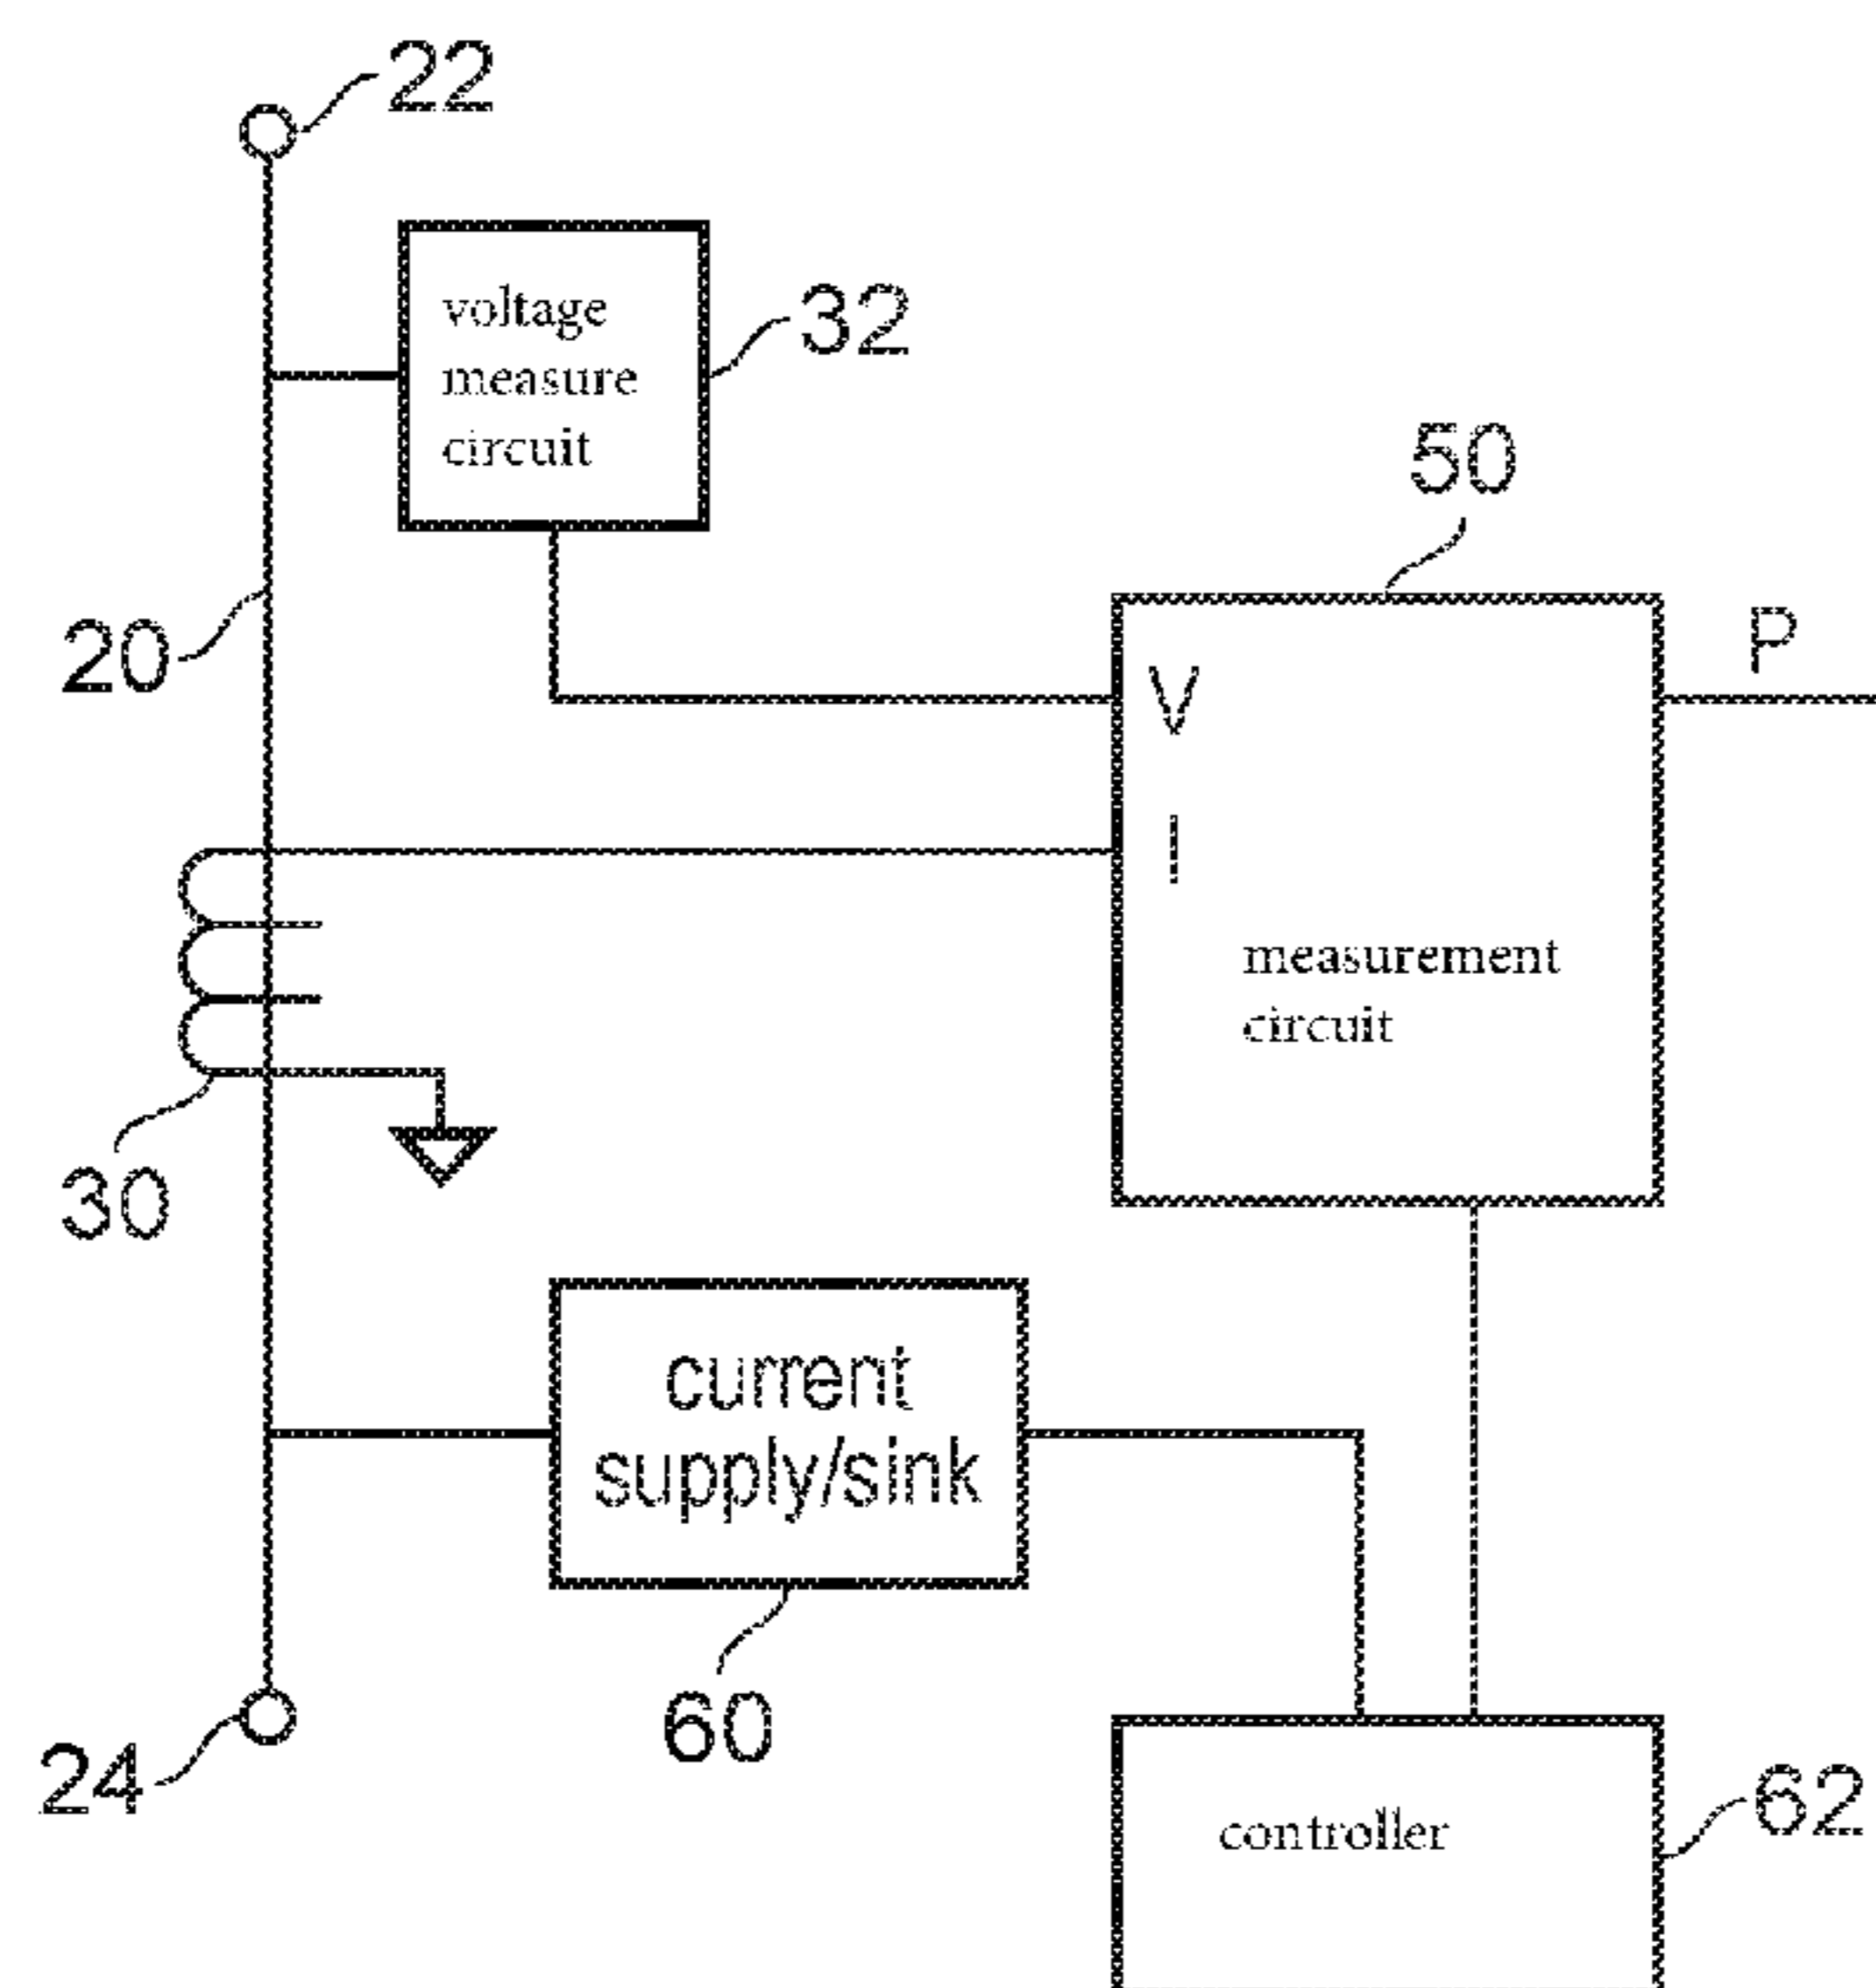 22
voltage
measure
circuit
32
50
20
V
P
I
measurement
circuit
30
current
supply/sink
60
24
controller
62